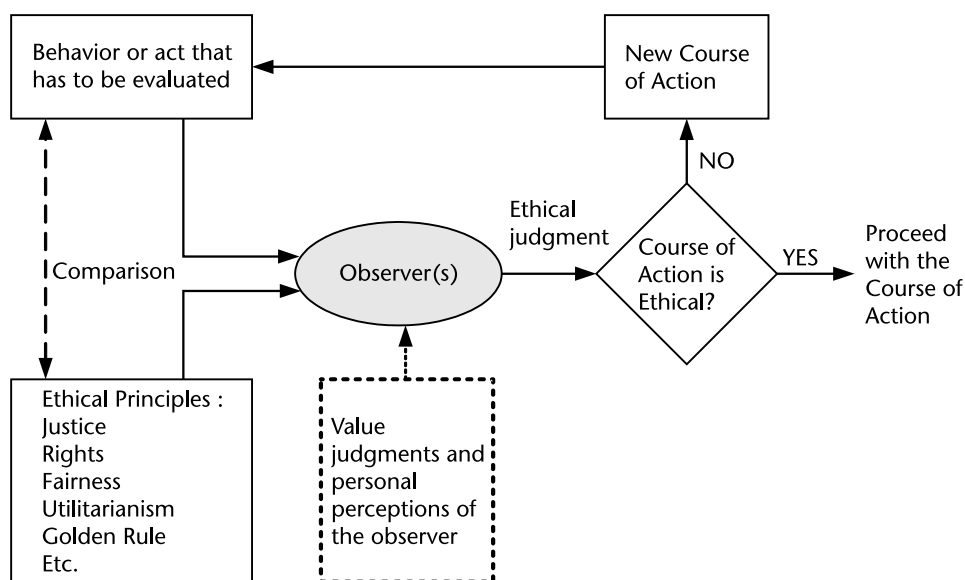 Behavior or act that
has to be evaluated
New Course
of Action
NO
Ethical
judgment
Comparison
Observer(s)
Course of
Action is
Ethical?
YES
Proceed
with the
Course of
Action
Ethical Principles :
Justice
Rights
Fairness
Utilitarianism
Golden Rule
Etc.
Value
judgments and
personal
perceptions of
the observer